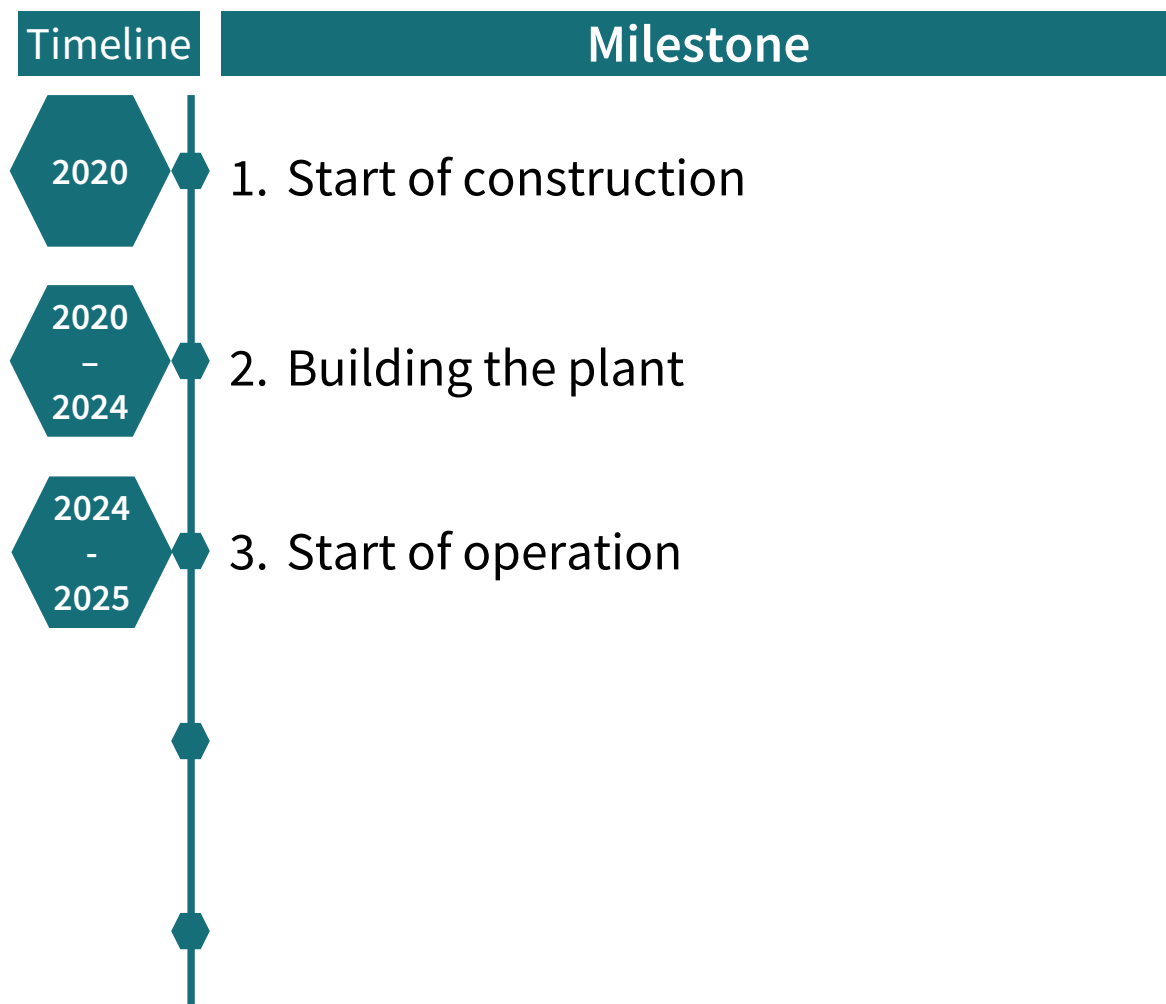 Timeline
Milestone
2020
1. Start of construction
2020
–
2024
2. Building the plant
2024
-
2025
3. Start of operation